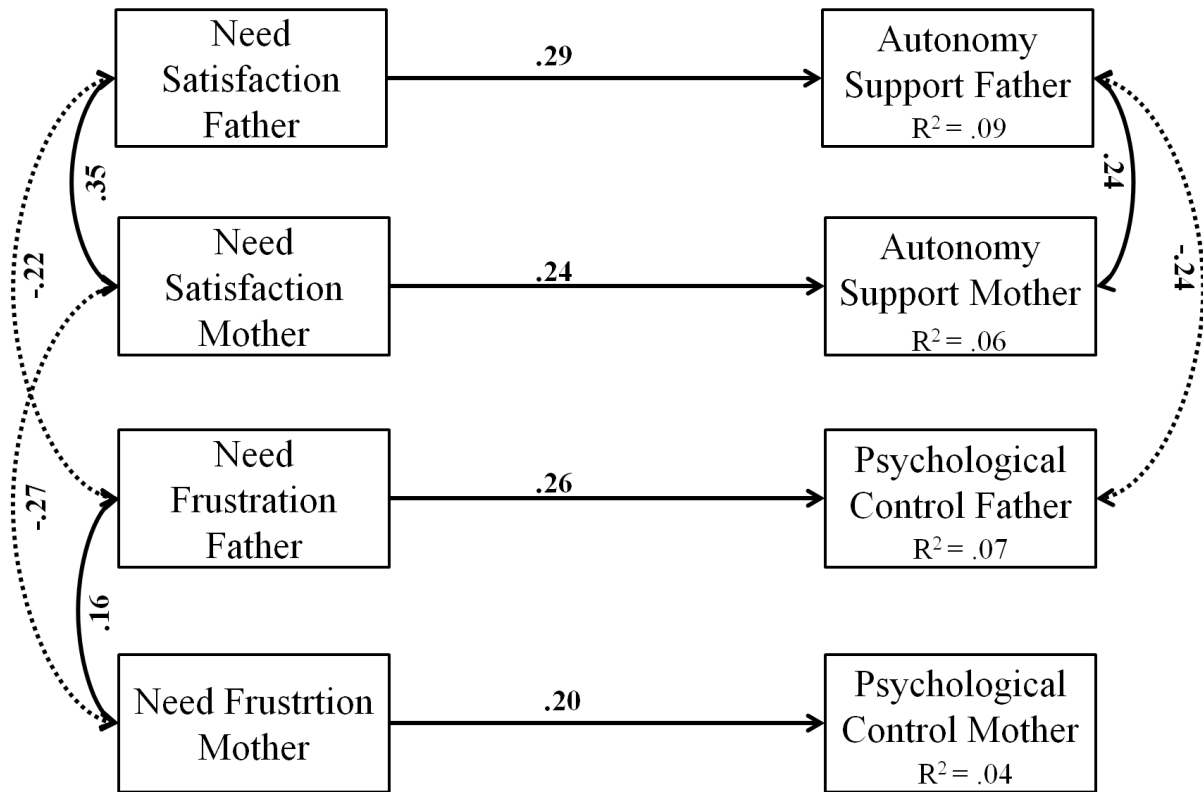 Need
Satisfaction
Father
.29
Autonomy
Support Father
R² = .09
.35
.24
-.22
-.24
Need
Satisfaction
Mother
.24
Autonomy
Support Mother
R² = .06
-.27
Need
Frustration
Father
.26
Psychological
Control Father
R² = .07
.16
Need Frustrtion
Mother
.20
Psychological
Control Mother
R² = .04